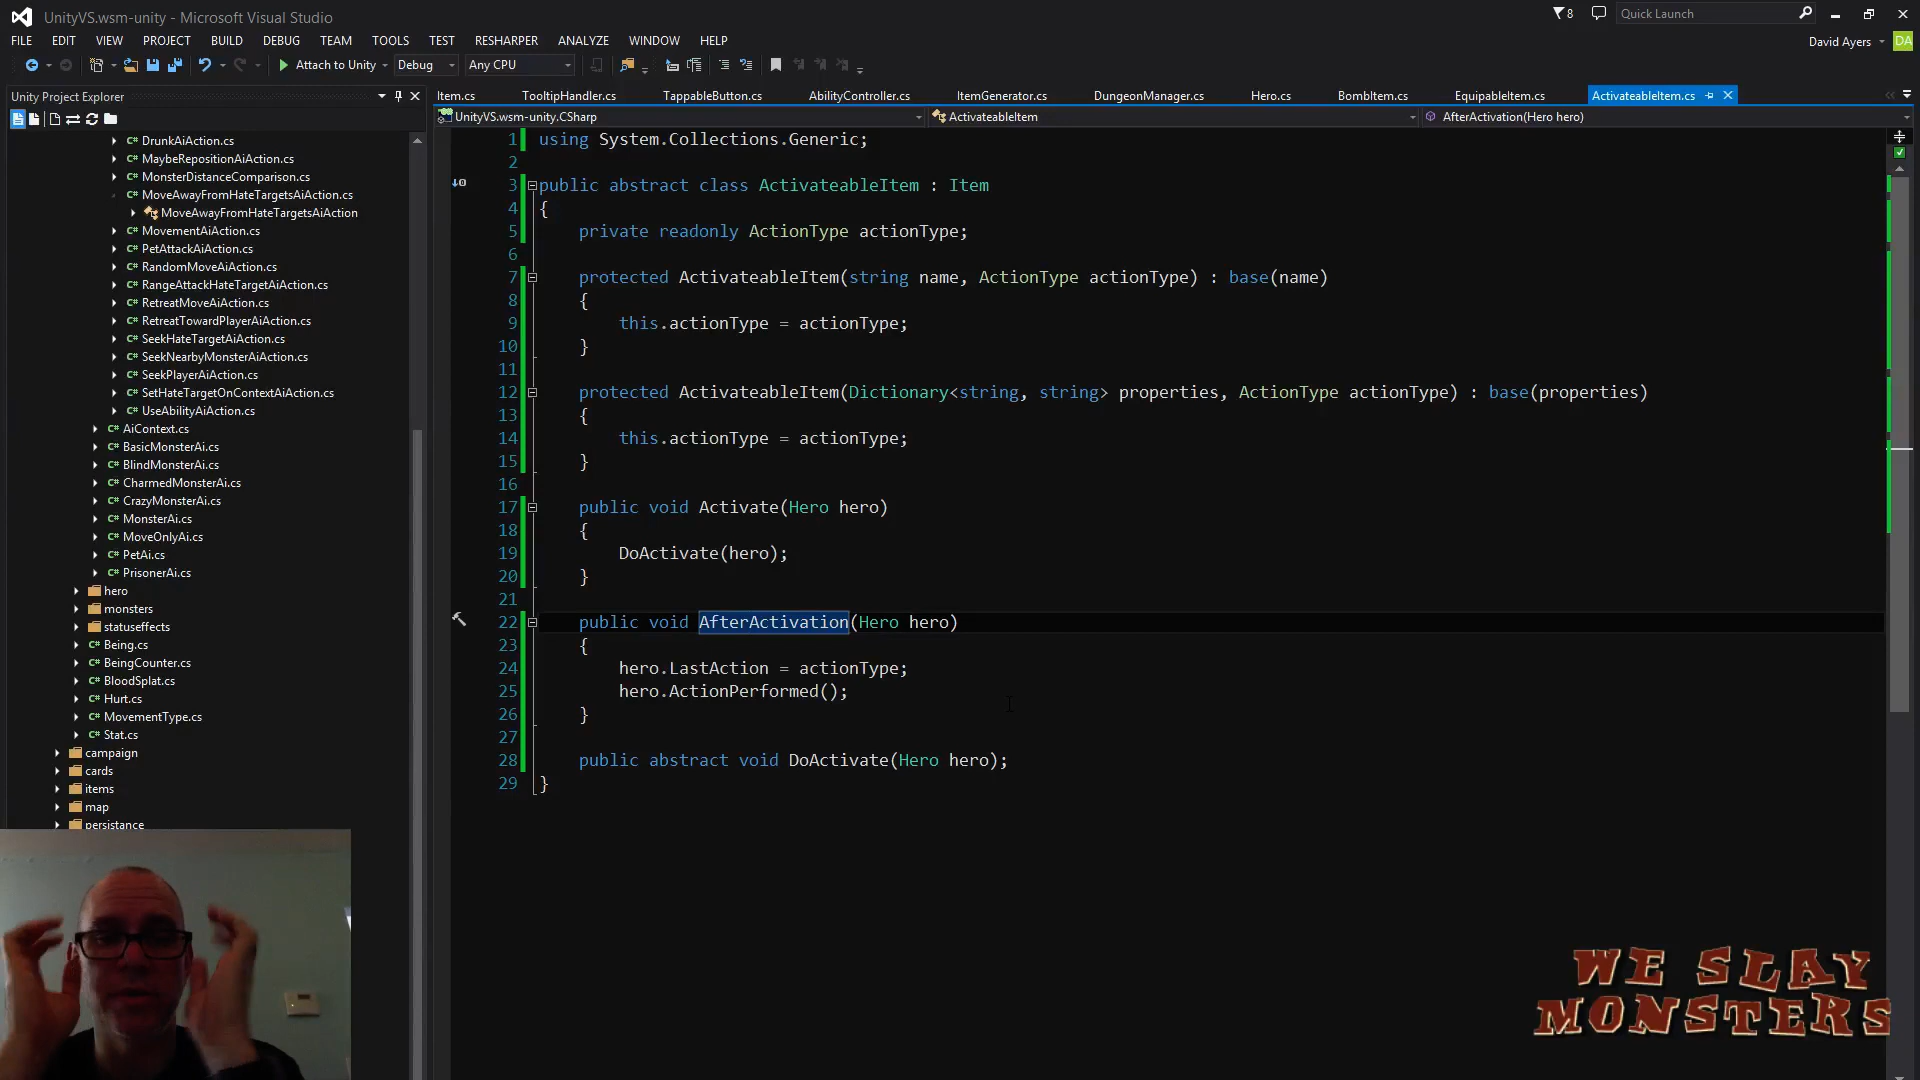 UnityVS.wsm-unity - Microsoft Visual Studio
8
Quick Launch
FILE EDIT VIEW PROJECT BUILD DEBUG TEAM TOOLS TEST RESHARPER ANALYZE WINDOW HELP
David Ayers
DA
Attach to Unity Debug Any CPU
Unity Project Explorer
Item.cs TooltipHandler.cs TappableButton.cs AbilityController.cs ItemGenerator.cs DungeonManager.cs Hero.cs BombItem.cs EquipableItem.cs ActivateableItem.cs
UnityVS.wsm-unity.CSharp ActivateableItem AfterActivation(Hero hero)
C# DrunkAiAction.cs
C# MaybeRepositionAiAction.cs
C# MonsterDistanceComparison.cs
C# MoveAwayFromHateTargetsAiAction.cs
MoveAwayFromHateTargetsAiAction
C# MovementAiAction.cs
C# PetAttackAiAction.cs
C# RandomMoveAiAction.cs
C# RangeAttackHateTargetAiAction.cs
C# RetreatMoveAiAction.cs
C# RetreatTowardPlayerAiAction.cs
C# SeekHateTargetAiAction.cs
C# SeekNearbyMonsterAiAction.cs
C# SeekPlayerAiAction.cs
C# SetHateTargetOnContextAiAction.cs
C# UseAbilityAiAction.cs
C# AiContext.cs
C# BasicMonsterAi.cs
C# BlindMonsterAi.cs
C# CharmedMonsterAi.cs
C# CrazyMonsterAi.cs
C# MonsterAi.cs
C# MoveOnlyAi.cs
C# PetAi.cs
C# PrisonerAi.cs
hero
monsters
statuseffects
C# Being.cs
C# BeingCounter.cs
C# BloodSplat.cs
C# Hurt.cs
C# MovementType.cs
C# Stat.cs
campaign
cards
items
map
persistance
1 using System.Collections.Generic;
2
3 public abstract class ActivateableItem : Item
4 {
5 private readonly ActionType actionType;
6
7 protected ActivateableItem(string name, ActionType actionType) : base(name)
8 {
9 this.actionType = actionType;
10 }
11
12 protected ActivateableItem(Dictionary<string, string> properties, ActionType actionType) : base(properties)
13 {
14 this.actionType = actionType;
15 }
16
17 public void Activate(Hero hero)
18 {
19 DoActivate(hero);
20 }
21
22 public void AfterActivation(Hero hero)
23 {
24 hero.LastAction = actionType;
25 hero.ActionPerformed();
26 }
27
28 public abstract void DoActivate(Hero hero);
29 }
WE SLAY
MONSTERS